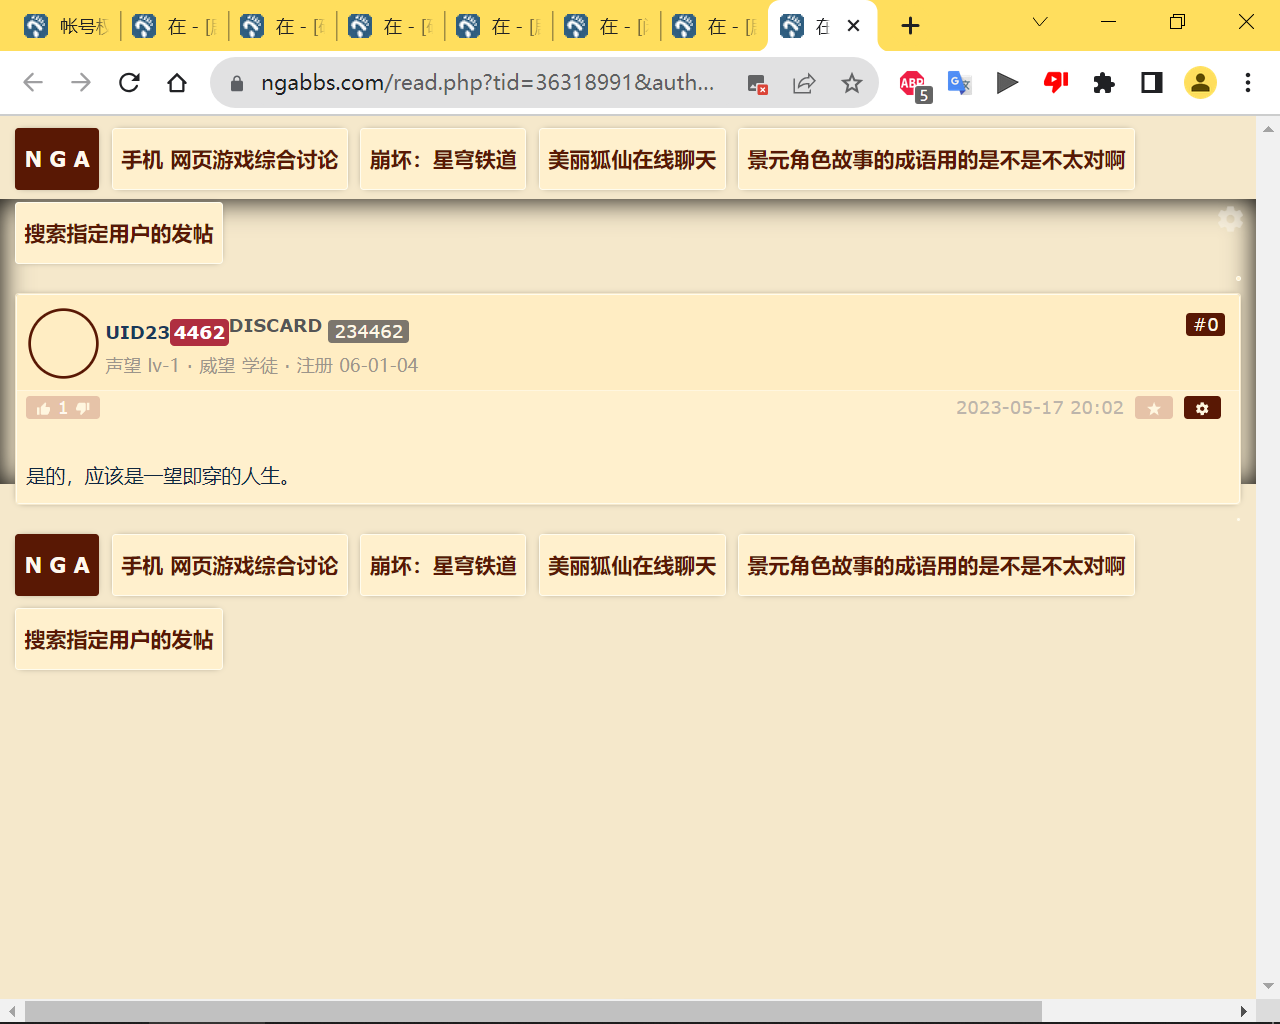 帐号权
在 - [
在 - [
在 - [
在 - [
在 - [
在 - [
在
ngabbs.com/read.php?tid=36318991&auth...
ABP
5
N G A
手机 网页游戏综合讨论
崩坏：星穹铁道
美丽狐仙在线聊天
景元角色故事的成语用的是不是不太对啊
搜索指定用户的发帖
UID234462 DISCARD 234462
#0
声望 lv-1 · 威望 学徒 · 注册 06-01-04
1
2023-05-17 20:02
是的，应该是一望即穿的人生。
N G A
手机 网页游戏综合讨论
崩坏：星穹铁道
美丽狐仙在线聊天
景元角色故事的成语用的是不是不太对啊
搜索指定用户的发帖